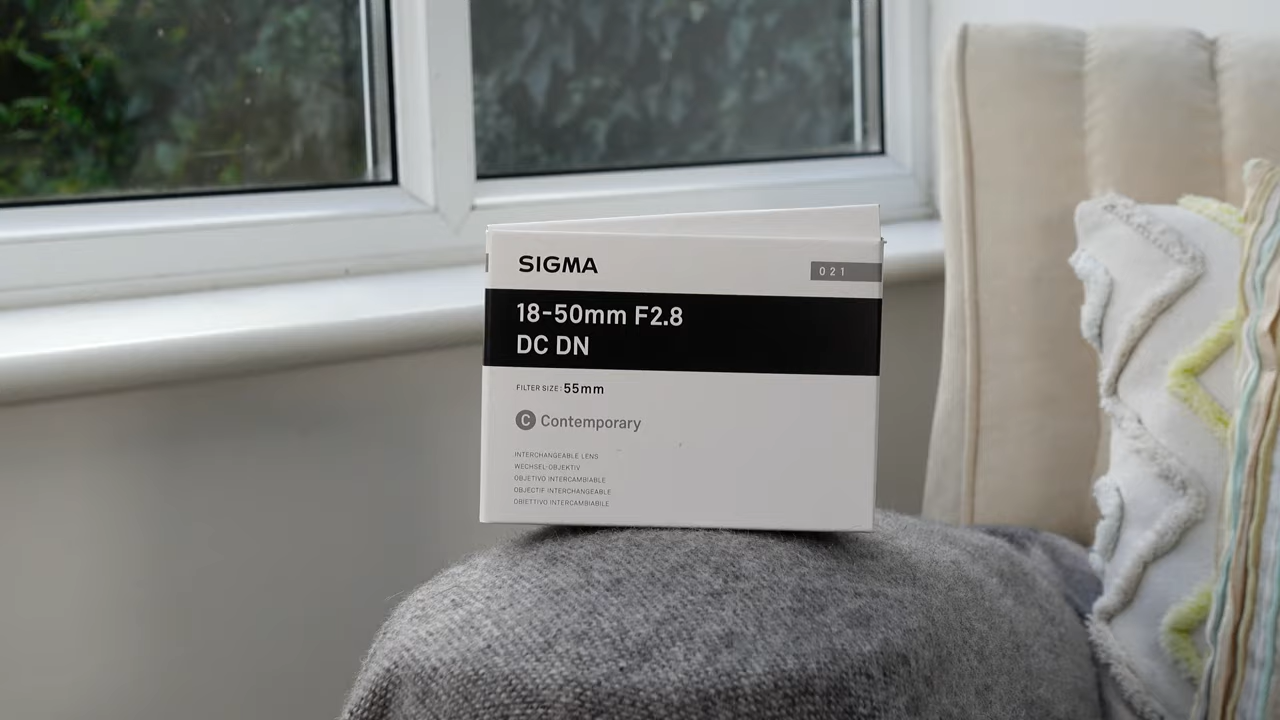 SIGMA
021
18-50mm F2.8
DC DN
FILTER SIZE: 55mm
C Contemporary
INTERCHANGEABLE LENS
WECHSEL-OBJEKTIV
OBJETIVO INTERCAMBIABLE
OBJECTIF INTERCHANGEABLE
OBIETTIVO INTERCAMBIABILE